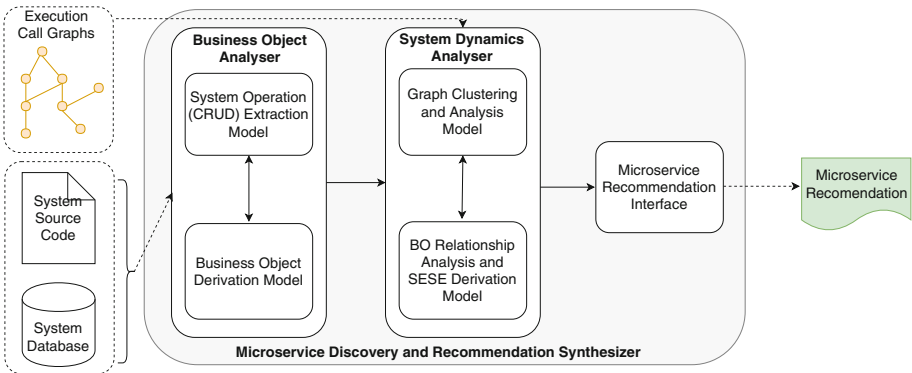 Execution
Call Graphs
System
Source
Code
System
Database
Business Object
Analyser
System Operation
(CRUD) Extraction
Model
Business Object
Derivation Model
System Dynamics
Analyser
Graph Clustering
and Analysis
Model
BO Relationship
Analysis and
SESE Derivation
Model
Microservice
Recommendation
Interface
Microservice
Recomendation
Microservice Discovery and Recommendation Synthesizer